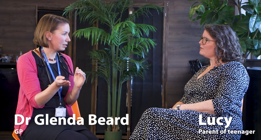 Dr Glenda Beard
GP
Lucy
Parent of teenager